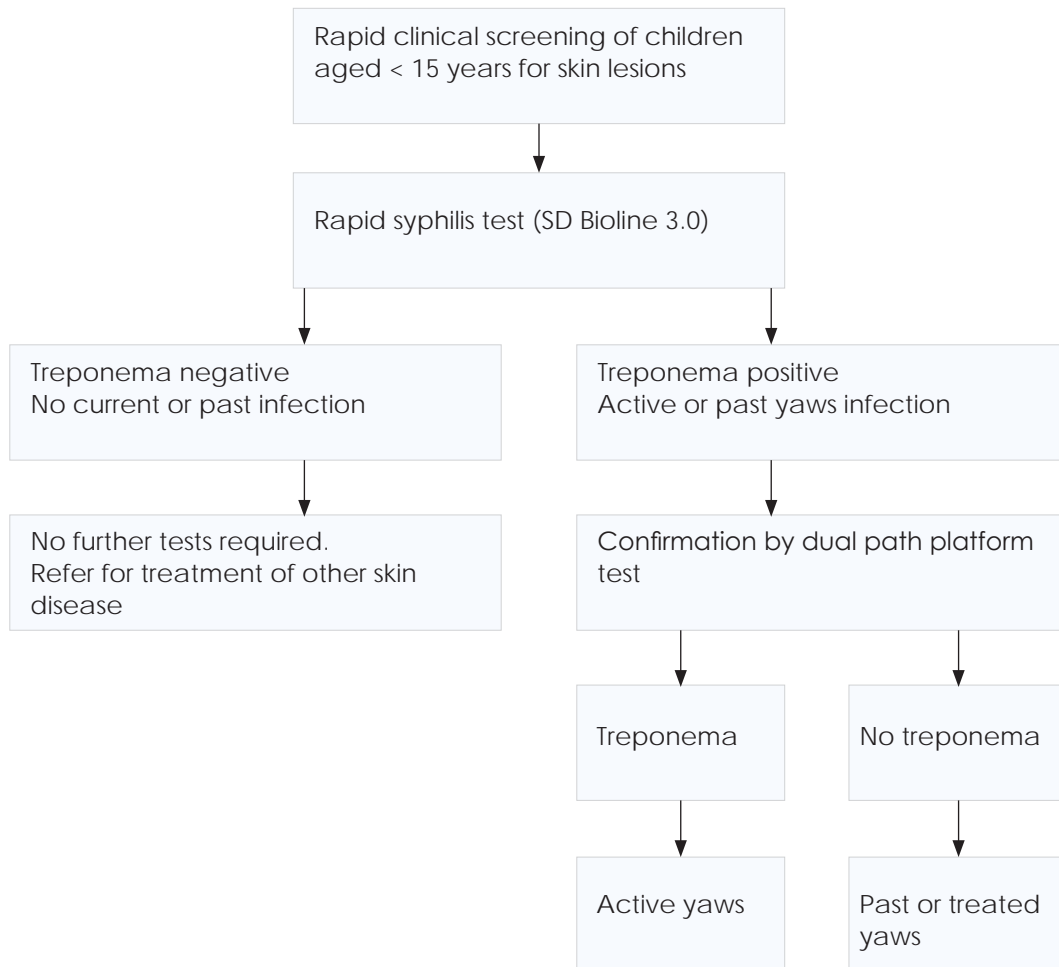 Rapid clinical screening of children
aged < 15 years for skin lesions
Rapid syphilis test (SD Bioline 3.0)
Treponema negative
No current or past infection
Treponema positive
Active or past yaws infection
No further tests required.
Refer for treatment of other skin
disease
Confirmation by dual path platform
test
Treponema
No treponema
Active yaws
Past or treated
yaws